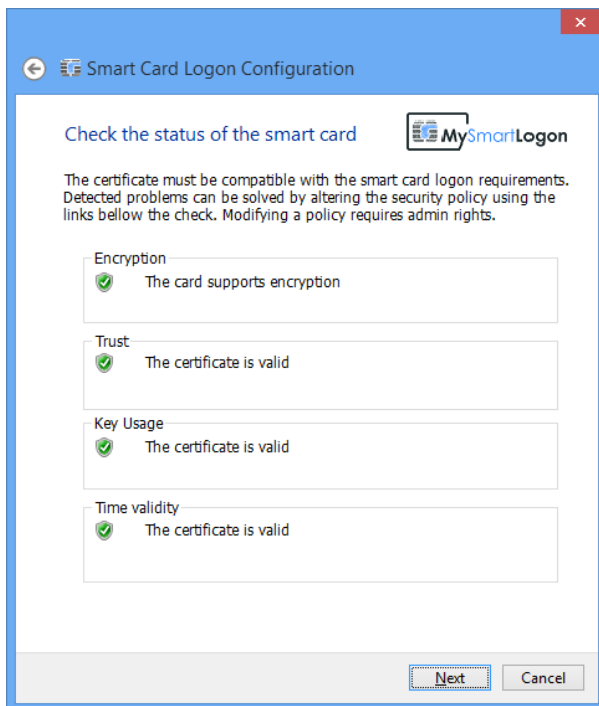 Smart Card Logon Configuration
Check the status of the smart card
MySmartLogon
The certificate must be compatible with the smart card logon requirements.
Detected problems can be solved by altering the security policy using the
links bellow the check. Modifying a policy requires admin rights.
Encryption
The card supports encryption
Trust
The certificate is valid
Key Usage
The certificate is valid
Time validity
The certificate is valid
Next
Cancel